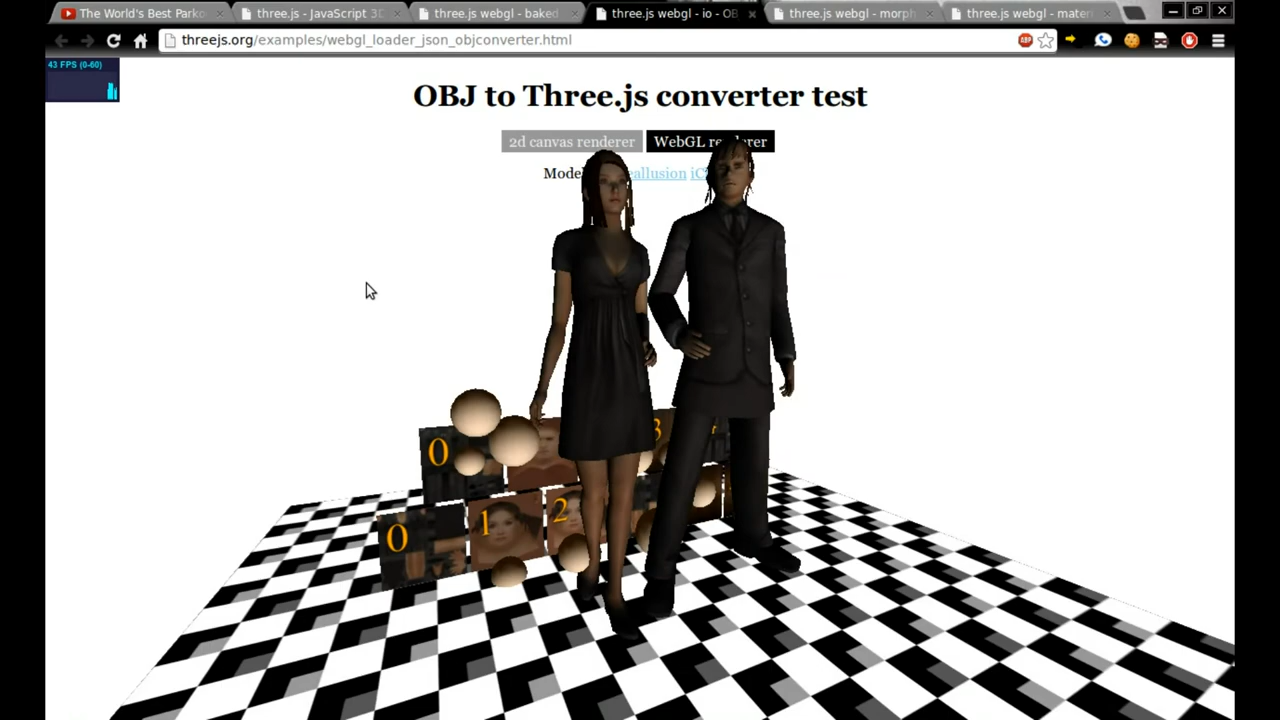 The World's Best Parko
three.js - JavaScript 3D
three.js webgl - baked
three.js webgl - io - OB
three.js webgl - morph
three.js webgl - mater
threejs.org/examples/webgl_loader_json_objconverter.html
ABP
43 FPS (0-60)
OBJ to Three.js converter test
2d canvas renderer
WebGL
0
3
0
1
2